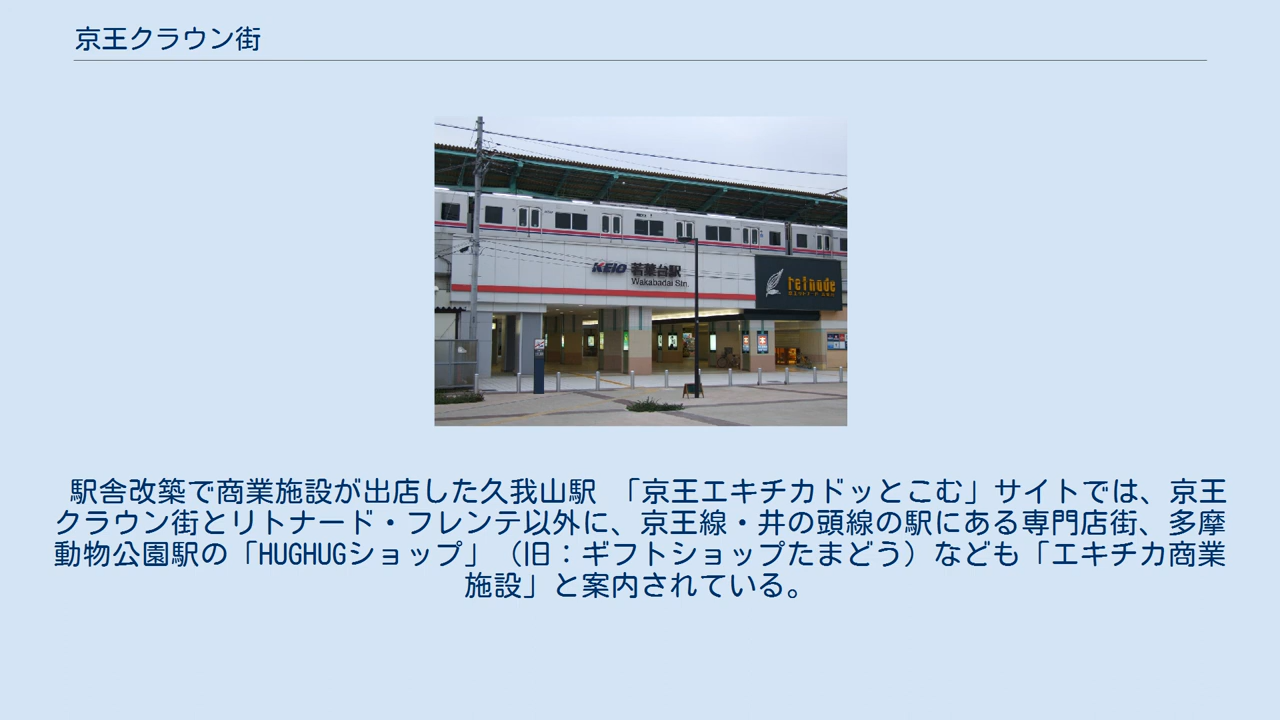 京王クラウン街
KEIO 若葉台駅
Wakabadai Stn.
reinade
駅舎改築で商業施設が出店した久我山駅 「京王エキチカドッとこむ」サイトでは、京王
クラウン街とリトナード・フレンテ以外に、京王線・井の頭線の駅にある専門店街、多摩
動物公園駅の「HUGHUGショップ」（旧：ギフトショップたまどう）なども「エキチカ商業
施設」と案内されている。